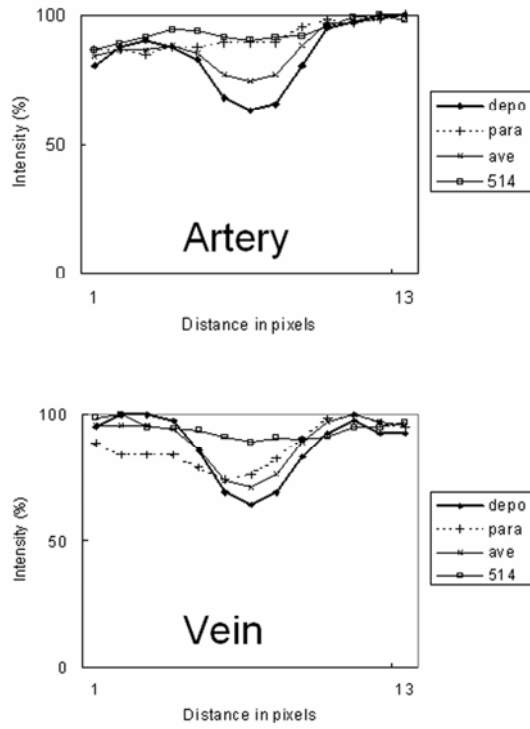 100
50
0
Intensity (%)
Artery
1 13
Distance in pixels
depo
para
ave
514
100
50
0
Intensity (%)
Vein
1 13
Distance in pixels
depo
para
ave
514